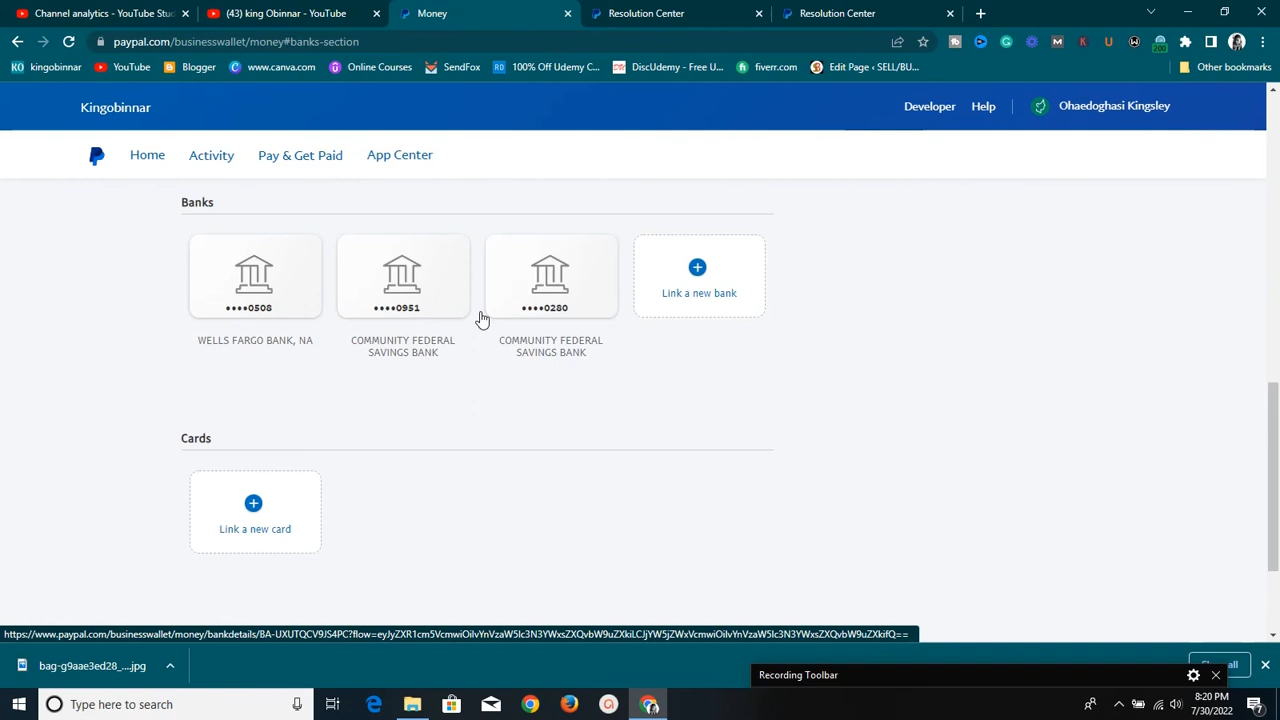 Channel analytics - YouTube Stu
(43) king Obinnar - YouTube
Money
Resolution Center
Resolution Center
paypal.com/businesswallet/money#banks-section
KO kingobinnar
YouTube
Blogger
www.canva.com
Online Courses
SendFox
RD 100% Off Udemy C...
DiscUdemy - Free U...
fiverr.com
Edit Page ‹ SELL/BU...
Other bookmarks
Kingobinnar
Developer
Help
Ohaedoghasi Kingsley
Home
Activity
Pay & Get Paid
App Center
Banks
••••0508
••••0951
••••0280
Link a new bank
WELLS FARGO BANK, NA
COMMUNITY FEDERAL
SAVINGS BANK
COMMUNITY FEDERAL
SAVINGS BANK
Cards
Link a new card
bag-g9aae3ed28_....jpg
Recording Toolbar
Type here to search
8:20 PM
7/30/2022